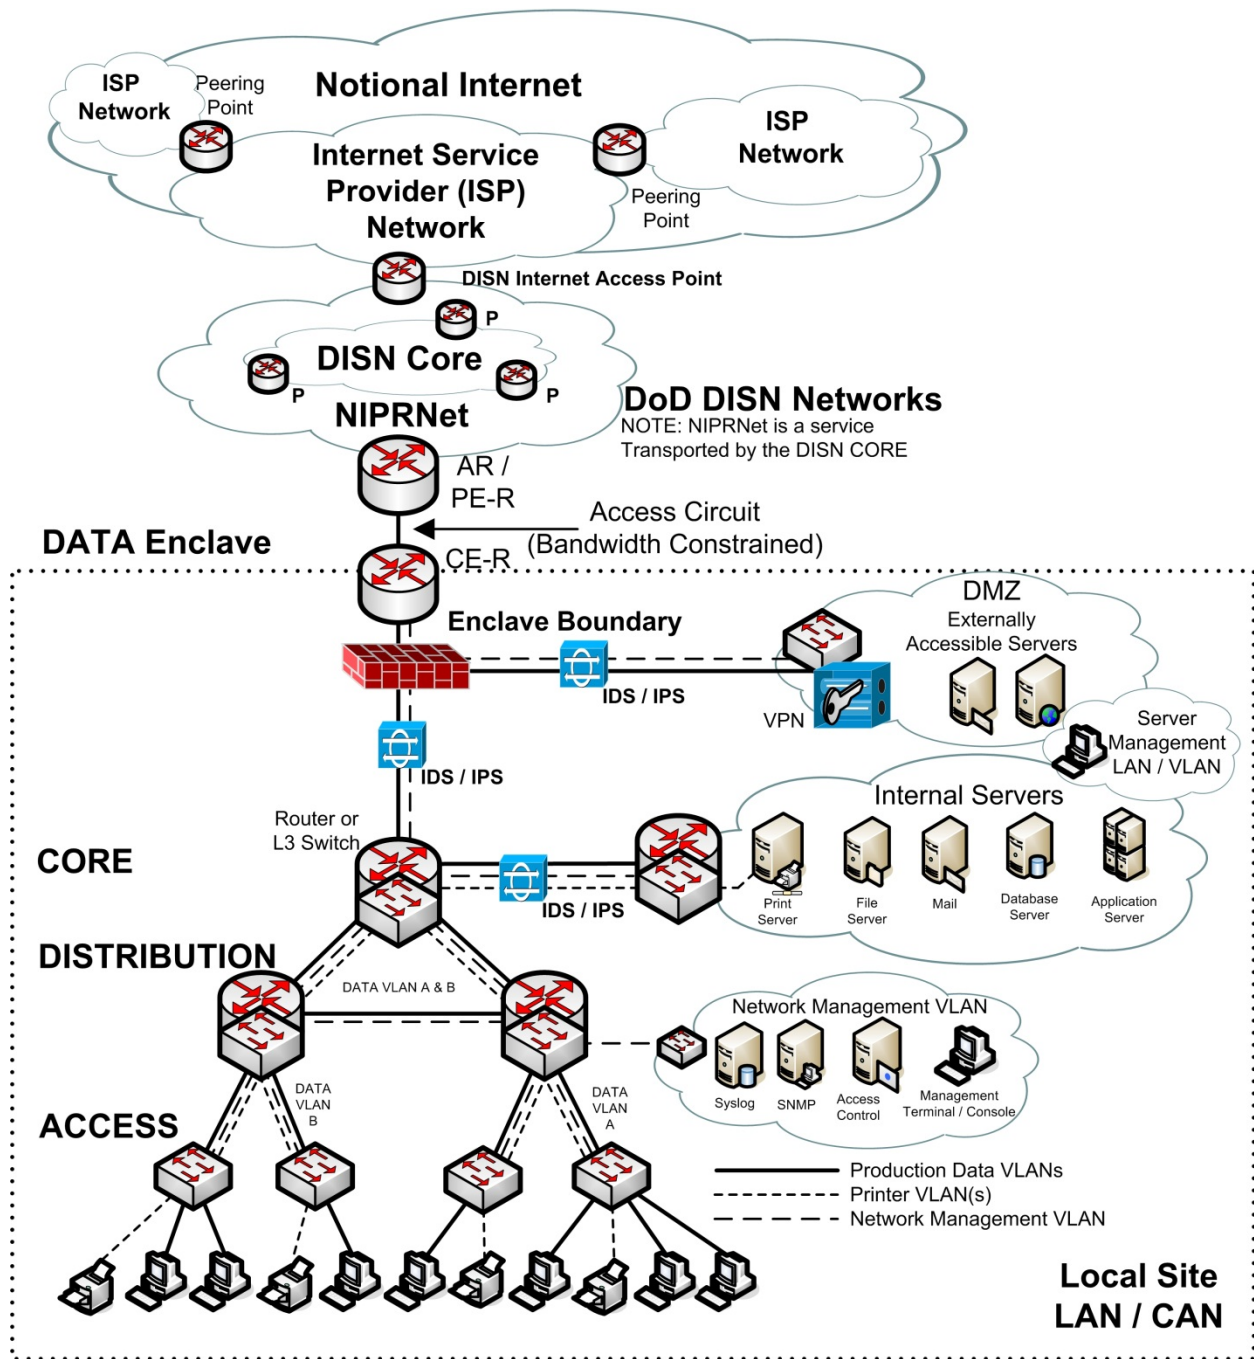 Notional Internet
ISP
Network
Peering
Point
ISP
Network
Internet Service
Provider (ISP)
Network
Peering
Point
DISN Internet Access Point
P
DISN Core
P
P
NIPRNet
DoD DISN Networks
NOTE: NIPRNet is a service
Transported by the DISN CORE
AR /
PE-R
Access Circuit
(Bandwidth Constrained)
DATA Enclave
CE-R
DMZ
Externally
Accessible Servers
Enclave Boundary
IDS / IPS
VPN
Server
Management
LAN / VLAN
IDS / IPS
Internal Servers
Router or
L3 Switch
CORE
IDS / IPS
Print
Server
File
Server
Mail
Database
Server
Application
Server
DISTRIBUTION
DATA VLAN A & B
Network Management VLAN
Syslog
SNMP
Access
Control
Management
Terminal / Console
DATA
VLAN
B
DATA
VLAN
A
ACCESS
Production Data VLANs
Printer VLAN(s)
Network Management VLAN
Local Site
LAN / CAN